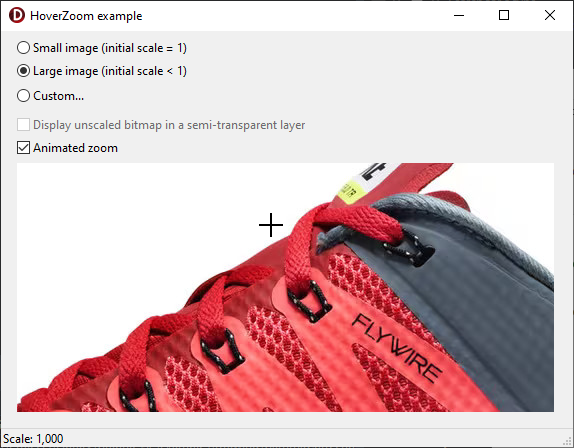 HoverZoom example
Small image (initial scale = 1)
Large image (initial scale < 1)
Custom...
Display unscaled bitmap in a semi-transparent layer
Animated zoom
FLYWIRE
Scale: 1,000